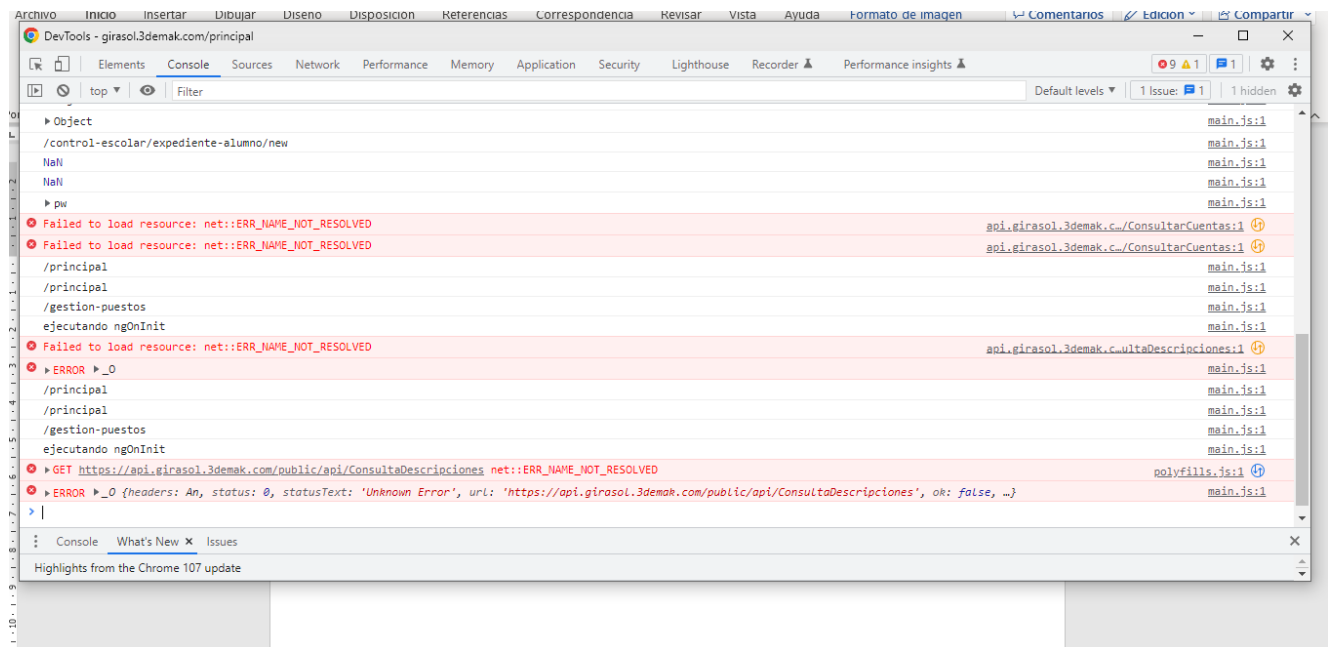 Archivo Inicio Insertar Dibujar Diseño Disposición Referencias Correspondencia Revisar Vista Ayuda Formato de imagen Comentarios Edición Compartir
DevTools - girasol.3demak.com/principal
Elements Console Sources Network Performance Memory Application Security Lighthouse Recorder Performance insights 9 1 1
top Filter Default levels 1 Issue: 1 1 hidden
Object main.js:1
/control-escolar/expediente-alumno/new main.js:1
NaN main.js:1
NaN main.js:1
pw main.js:1
Failed to load resource: net::ERR_NAME_NOT_RESOLVED api.girasol.3demak.c…/ConsultarCuentas:1
Failed to load resource: net::ERR_NAME_NOT_RESOLVED api.girasol.3demak.c…/ConsultarCuentas:1
/principal main.js:1
/principal main.js:1
/gestion-puestos main.js:1
ejecutando ngOnInit main.js:1
Failed to load resource: net::ERR_NAME_NOT_RESOLVED api.girasol.3demak.c…ultaDescripciones:1
ERROR _O main.js:1
/principal main.js:1
/principal main.js:1
/gestion-puestos main.js:1
ejecutando ngOnInit main.js:1
GET https://api.girasol.3demak.com/public/api/ConsultaDescripciones net::ERR_NAME_NOT_RESOLVED polyfills.js:1
ERROR _O {headers: An, status: 0, statusText: 'Unknown Error', url: 'https://api.girasol.3demak.com/public/api/ConsultaDescripciones', ok: false, …} main.js:1
Console What's New Issues
Highlights from the Chrome 107 update